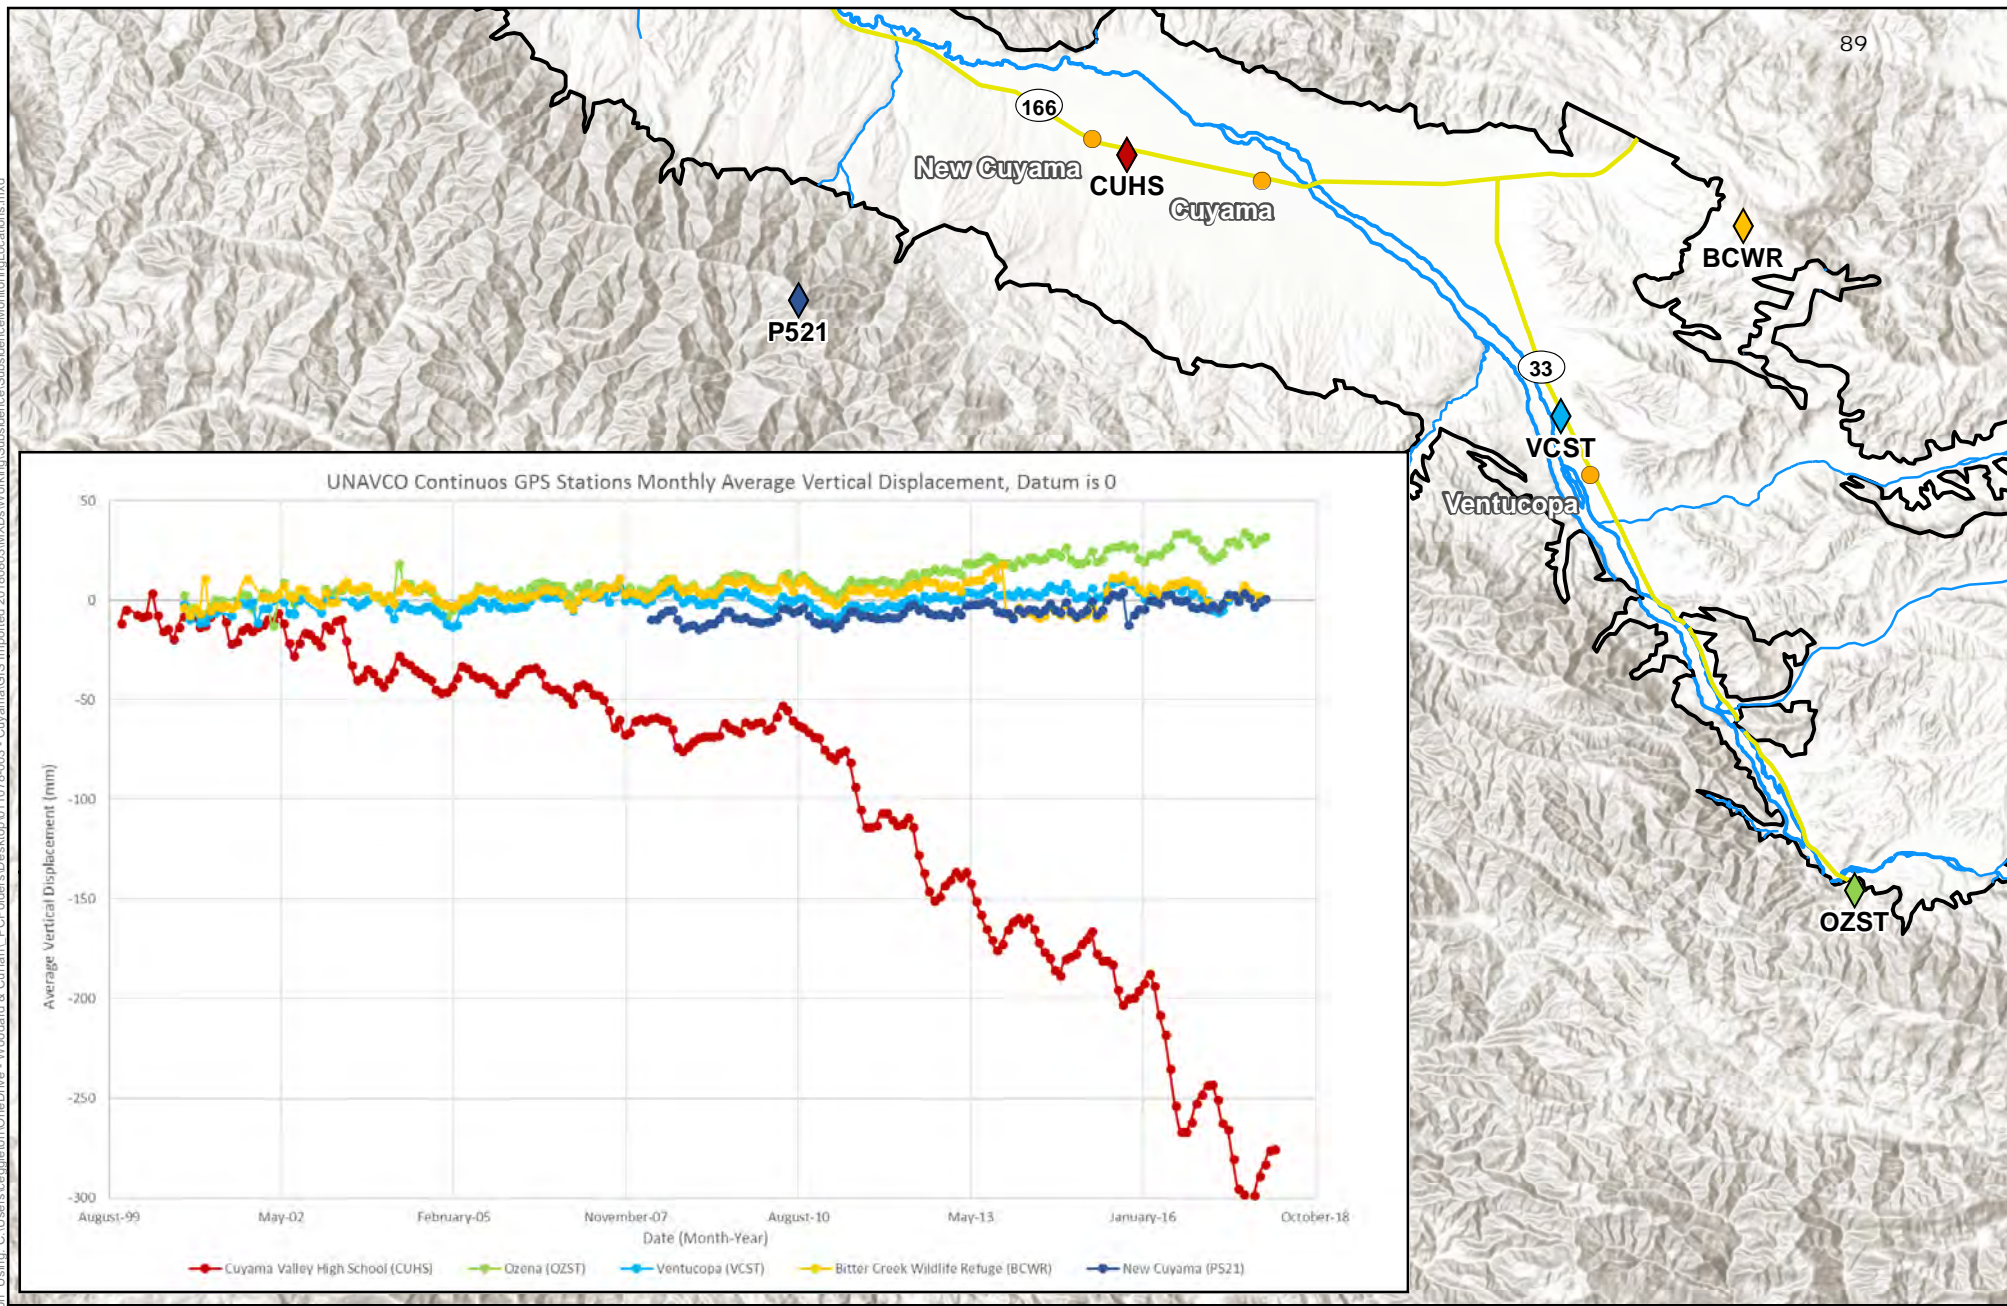 89
166
New Cuyama
CUHS
Cuyama
BCWR
P521
33
VCST
Ventucopa
OZST
UNAVCO Continuos GPS Stations Monthly Average Vertical Displacement, Datum is 0
Average Vertical Displacement (mm)
50
0
-50
-100
-150
-200
-250
-300
August-99 May-02 February-05 November-07 August-10 May-13 January-16 October-18
Date (Month-Year)
Cuyama Valley High School (CUHS) Ozena (OZST) Ventucopa (VCST) Bitter Creek Wildlife Refuge (BCWR) New Cuyama (P521)